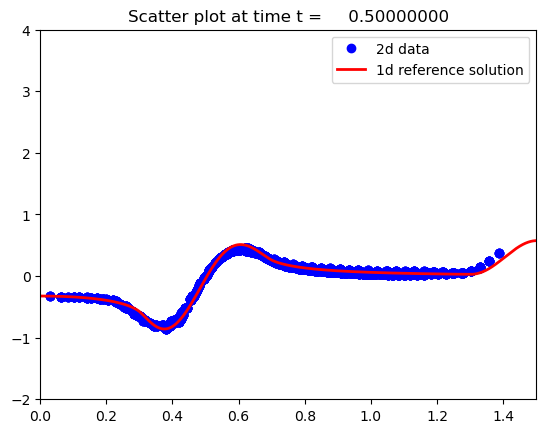 Scatter plot at time t = 0.50000000
4
2d data
1d reference solution
3
2
1
0
−1
−2
0.0 0.2 0.4 0.6 0.8 1.0 1.2 1.4